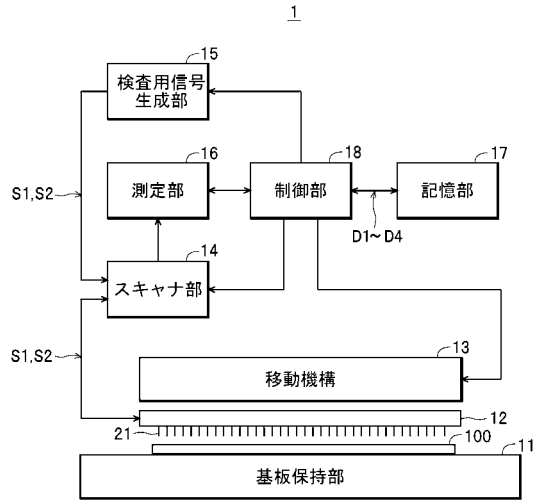 1
15
検査用信号
生成部
16
18
17
測定部
制御部
記憶部
S1,S2
D1~D4
14
スキャナ部
S1,S2
13
移動機構
12
21
100
11
基板保持部